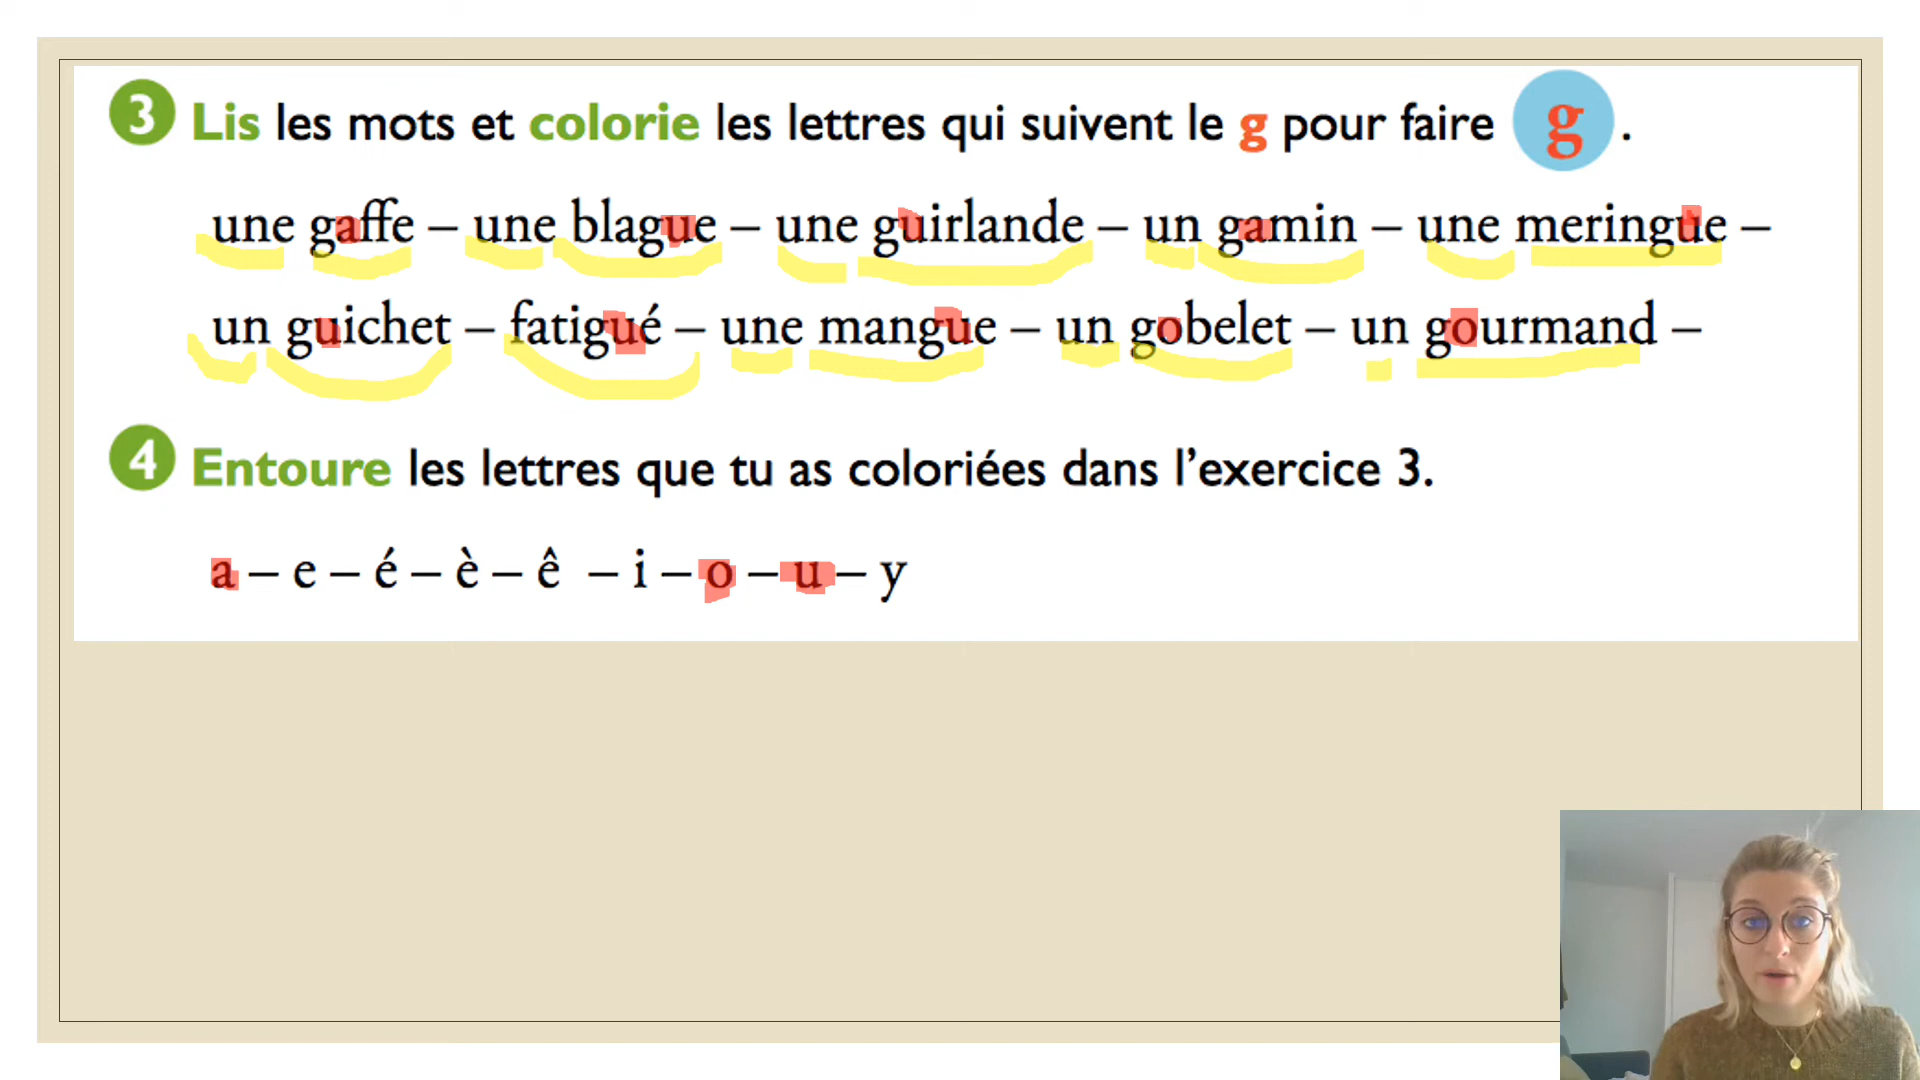 3 Lis les mots et colorie les lettres qui suivent le g pour faire g .
une gaffe – une blague – une guirlande – un gamin – une meringue –
un guichet – fatigué – une mangue – un gobelet – un gourmand –
4 Entoure les lettres que tu as coloriées dans l’exercice 3.
a – e – é – è – ê – i – o – u – y